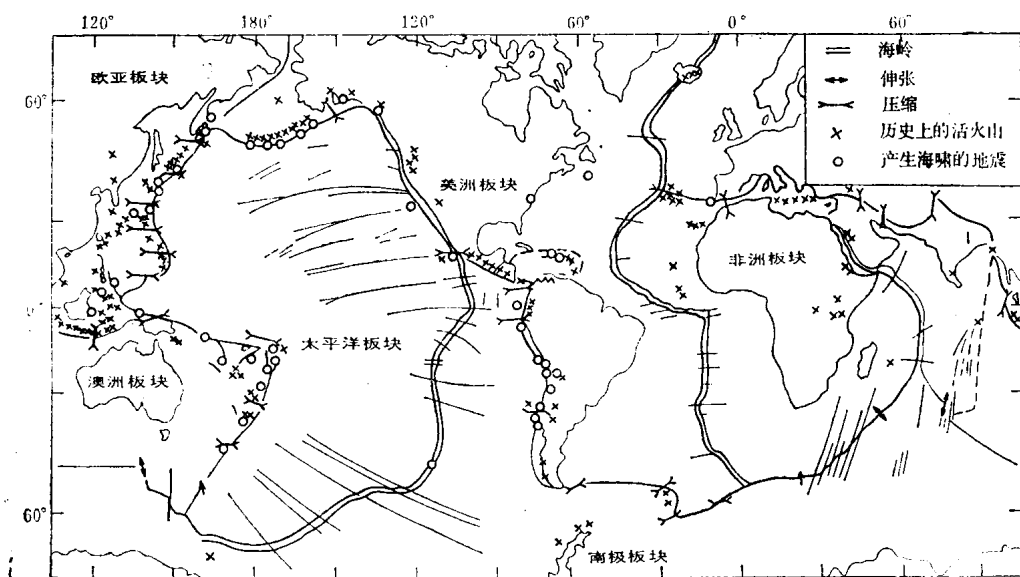 120° 180° 120° 60° 0° 60°
海岭
伸张
压缩
历史上的活火山
产生海啸的地震
欧亚板块
60°
美洲板块
非洲板块
0°
太平洋板块
澳洲板块
60°
南极板块